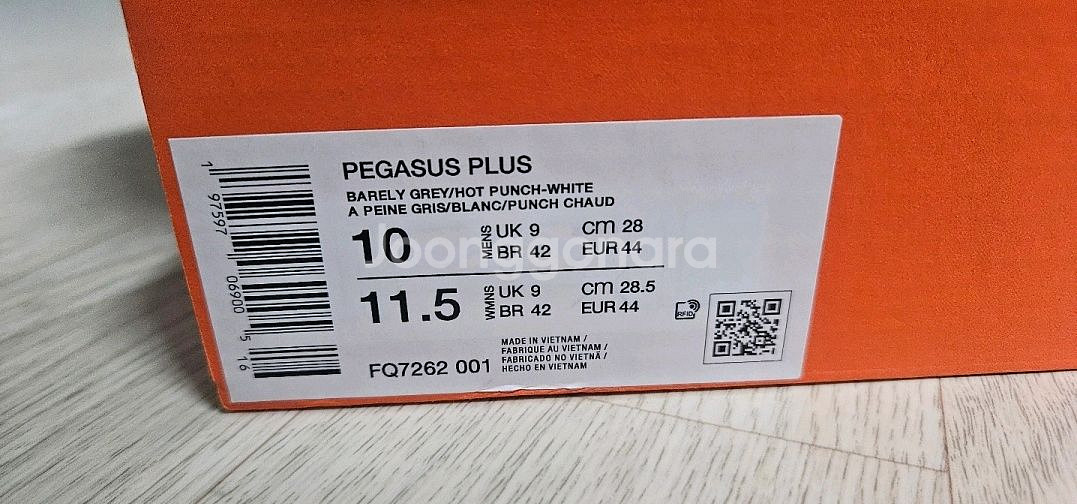 PEGASUS PLUS
BARELY GREY/HOT PUNCH-WHITE
A PEINE GRIS/BLANC/PUNCH CHAUD
10 MENS UK 9 cm 28
BR 42 EUR 44
Joonggonara
11.5 WMNS UK 9 cm 28.5
BR 42 EUR 44
RFID
FQ7262 001
MADE IN VIETNAM /
FABRIQUE AU VIETNAM /
FABRICADO NO VIETNÃ /
HECHO EN VIETNAM
1 97597 06900 5 16